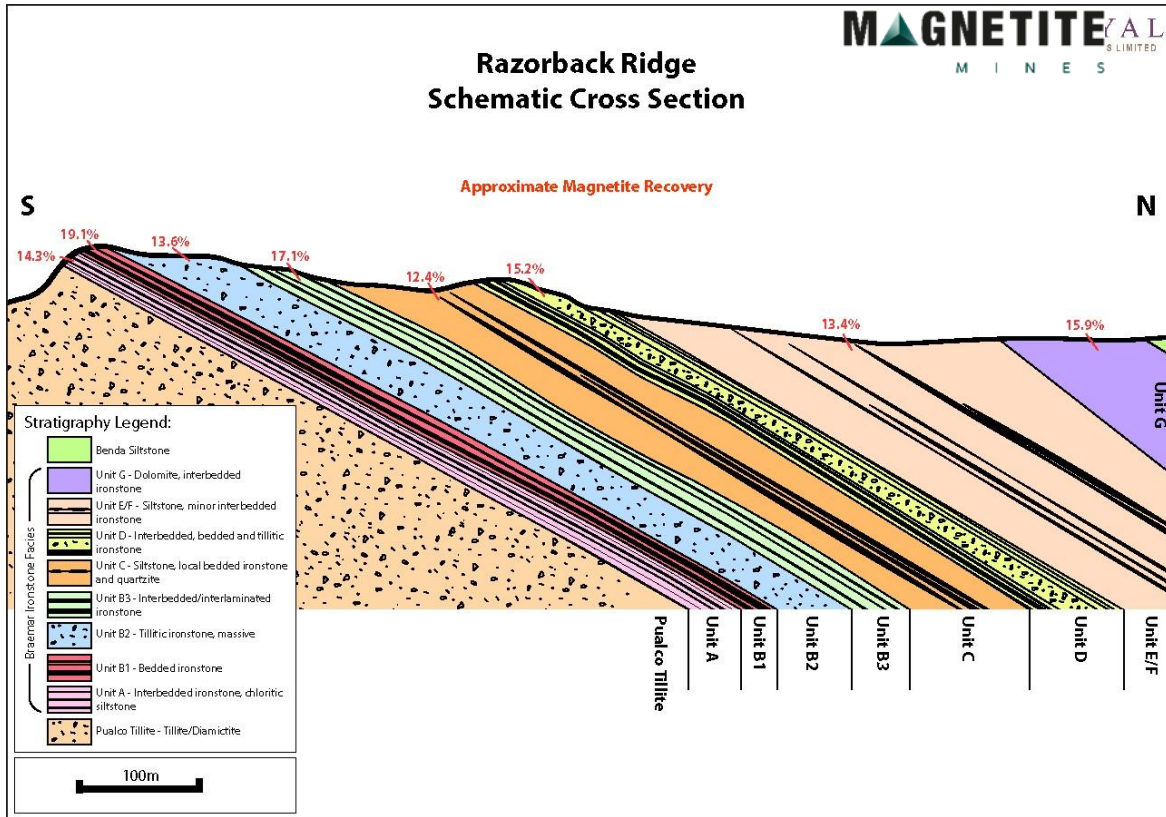 MAGNETITE YAL
S LIMITED
MINES
Razorback Ridge
Schematic Cross Section
Approximate Magnetite Recovery
S
N
14.3%
19.1%
13.6%
17.1%
12.4%
15.2%
13.4%
15.9%
Unit G
Stratigraphy Legend:
Benda Siltstone
Braemar Ironstone Facies
Unit G - Dolomite, interbedded
ironstone
Unit E/F - Siltstone, minor interbedded
ironstone
Unit D - Interbedded, bedded and tillitic
ironstone
Unit C - Siltstone, local bedded ironstone
and quartzite
Unit B3 - Interbedded/interlaminated
ironstone
Unit B2 - Tillitic ironstone, massive
Unit B1 - Bedded ironstone
Unit A - Interbedded ironstone, chloritic
siltstone
Pualco Tillite - Tillite/Diamictite
100m
Pualco Tillite
Unit A
Unit B1
Unit B2
Unit B3
Unit C
Unit D
Unit E/F